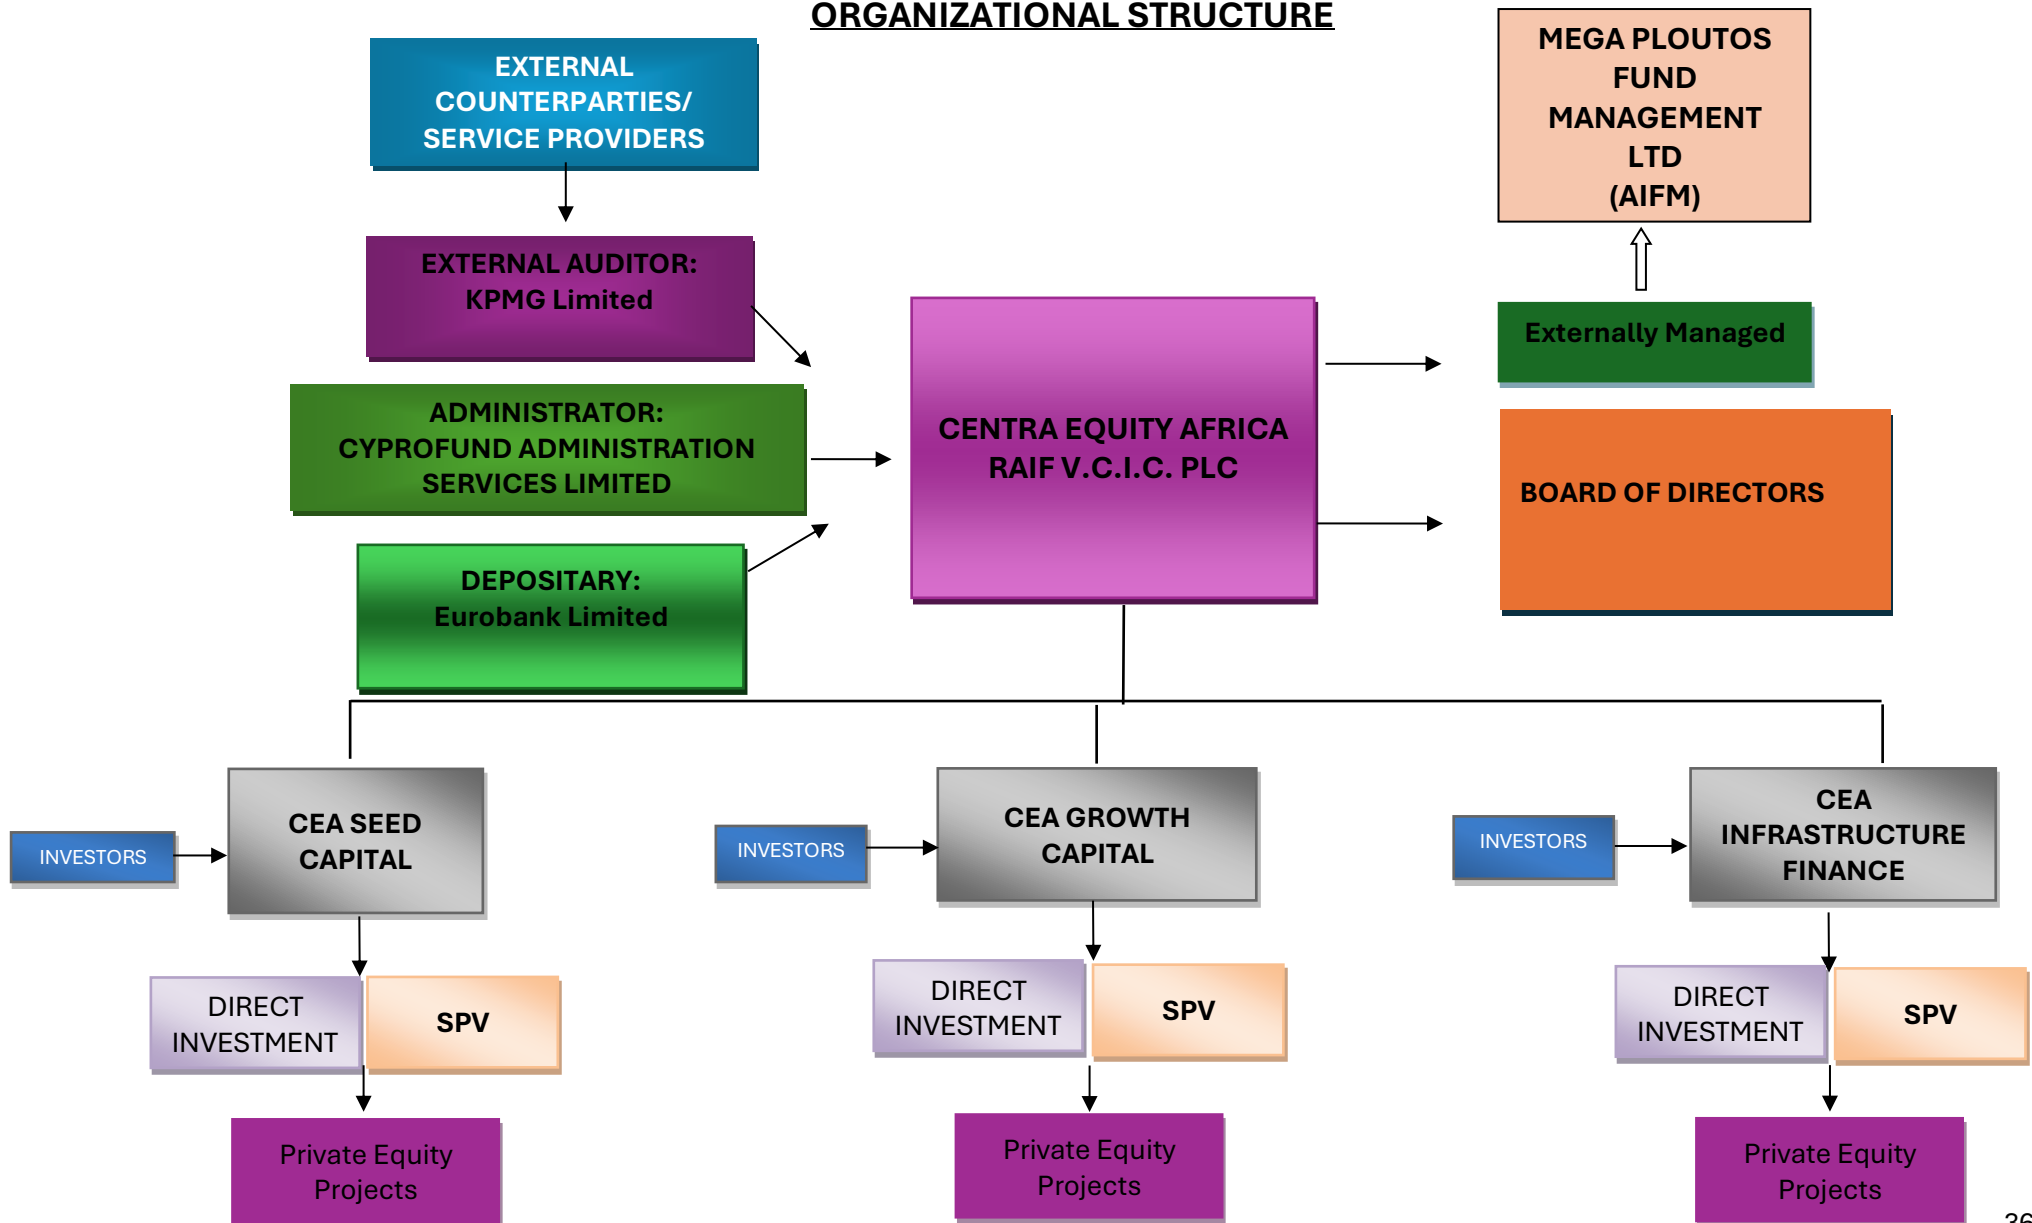 ORGANIZATIONAL STRUCTURE
EXTERNAL
COUNTERPARTIES/
SERVICE PROVIDERS
MEGA PLOUTOS
FUND
MANAGEMENT
LTD
(AIFM)
EXTERNAL AUDITOR:
KPMG Limited
Externally Managed
ADMINISTRATOR:
CYPROFUND ADMINISTRATION
SERVICES LIMITED
CENTRA EQUITY AFRICA
RAIF V.C.I.C. PLC
BOARD OF DIRECTORS
DEPOSITARY:
Eurobank Limited
INVESTORS
CEA SEED
CAPITAL
INVESTORS
CEA GROWTH
CAPITAL
INVESTORS
CEA
INFRASTRUCTURE
FINANCE
DIRECT
INVESTMENT
SPV
DIRECT
INVESTMENT
SPV
DIRECT
INVESTMENT
SPV
Private Equity
Projects
Private Equity
Projects
Private Equity
Projects
36